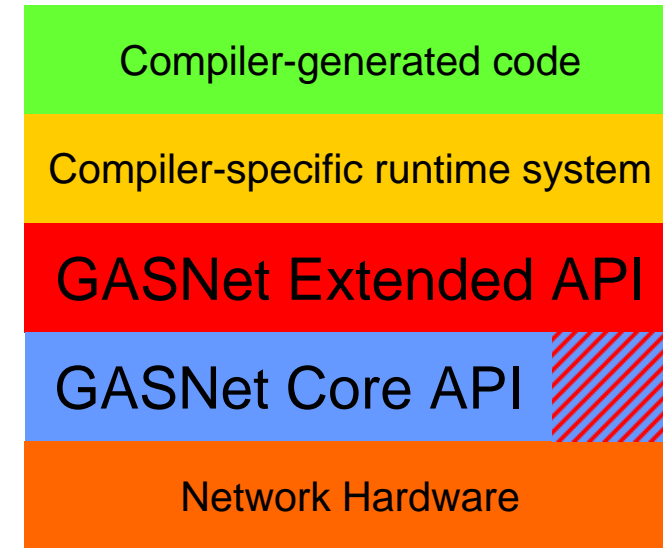 Compiler-generated code
Compiler-specific runtime system
GASNet Extended API
GASNet Core API
Network Hardware